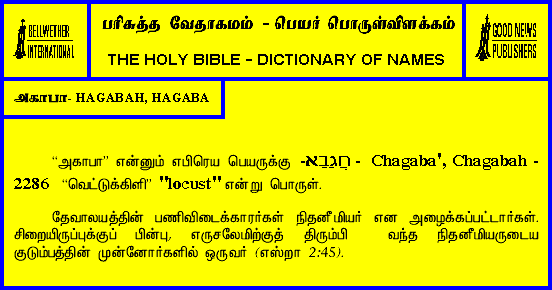 BELLWETHER
INTERNATIONAL
பரிசுத்த வேதாகமம் - பெயர் பொருள்விளக்கம்
THE HOLY BIBLE - DICTIONARY OF NAMES
GOOD NEWS
PUBLISHERS
அகாபா- HAGABAH, HAGABA
“அகாபா” என்னும் எபிரெய பெயருக்கு -חֲגָבָא - Chagaba', Chagabah -
2286 “வெட்டுக்கிளி” "locust" என்று பொருள்.
தேவாலயத்தின் பணிவிடைக்காரர்கள் நிதனீமியர் என அழைக்கப்பட்டார்கள்.
சிறையிருப்புக்குப் பின்பு, எருசலேமிற்குத் திரும்பி வந்த நிதனீமியருடைய
குடும்பத்தின் முன்னோர்களில் ஒருவர் (எஸ்றா 2:45).